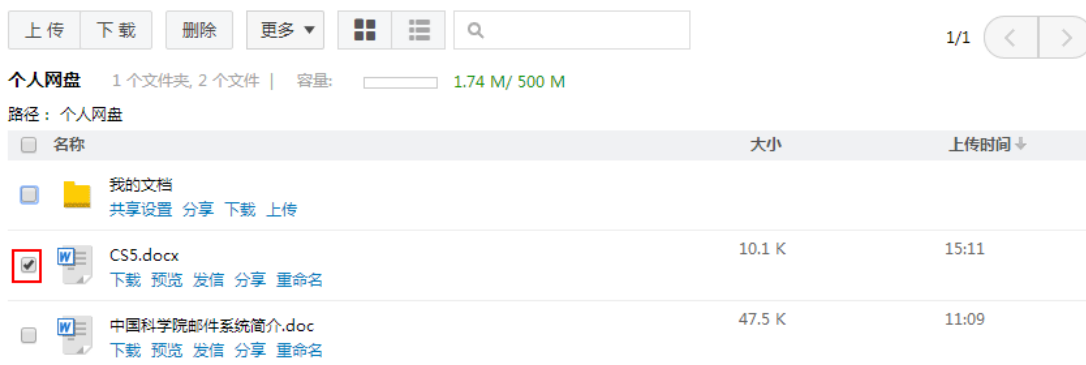 上 传 下 载 删除 更多 ▼ 1/1
个人网盘 1 个文件夹, 2 个文件 | 容量: 1.74 M/ 500 M
路径： 个人网盘
名称 大小 上传时间
我的文档
共享设置 分享 下载 上传
CS5.docx 10.1 K 15:11
下载 预览 发信 分享 重命名
中国科学院邮件系统简介.doc 47.5 K 11:09
下载 预览 发信 分享 重命名